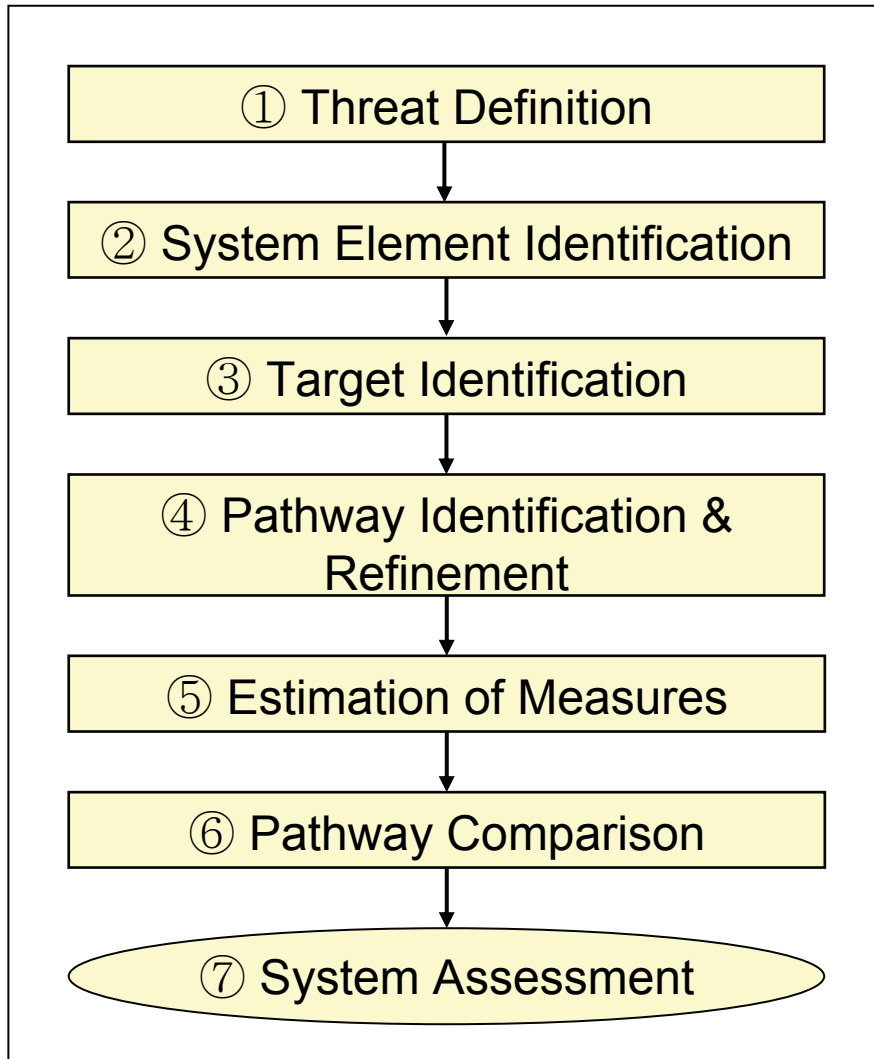 ① Threat Definition
② System Element Identification
③ Target Identification
④ Pathway Identification &
Refinement
⑤ Estimation of Measures
⑥ Pathway Comparison
⑦ System Assessment